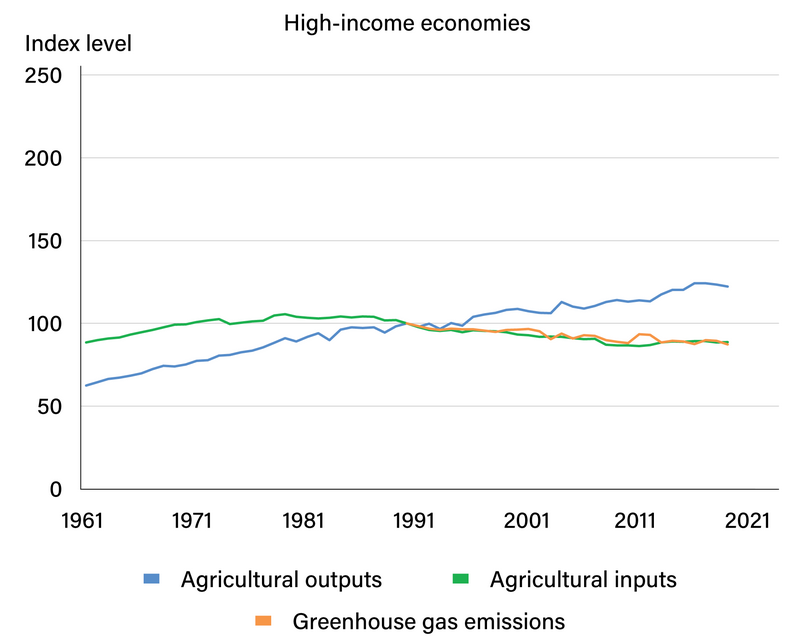 High-income economies
Index level
250
200
150
100
50
0
1961 1971 1981 1991 2001 2011 2021
Agricultural outputs Agricultural inputs
Greenhouse gas emissions